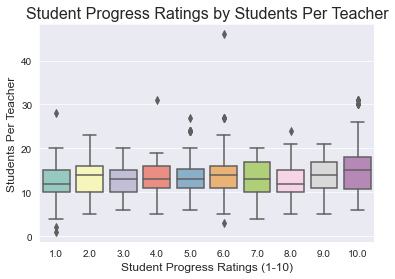 Student Progress Ratings by Students Per Teacher
Students Per Teacher
40
30
20
10
0
1.0 2.0 3.0 4.0 5.0 6.0 7.0 8.0 9.0 10.0
Student Progress Ratings (1-10)